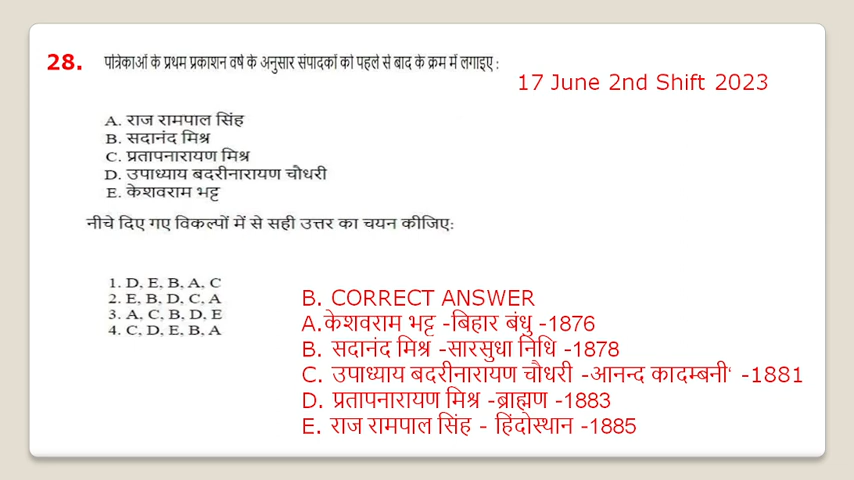 28. पत्रिकाओं के प्रथम प्रकाशन वर्ष के अनुसार संपादकों को पहले से बाद के क्रम में लगाइए :
17 June 2nd Shift 2023
A. राज रामपाल सिंह
B. सदानंद मिश्र
C. प्रतापनारायण मिश्र
D. उपाध्याय बदरीनारायण चौधरी
E. केशवराम भट्ट
नीचे दिए गए विकल्पों में से सही उत्तर का चयन कीजिए:
1. D, E, B, A, C
2. E, B, D, C, A
3. A, C, B, D, E
4. C, D, E, B, A
B. CORRECT ANSWER
A.केशवराम भट्ट -बिहार बंधु -1876
B. सदानंद मिश्र -सारसुधा निधि -1878
C. उपाध्याय बदरीनारायण चौधरी -आनन्द कादम्बनी‘ -1881
D. प्रतापनारायण मिश्र -ब्राह्मण -1883
E. राज रामपाल सिंह - हिंदोस्थान -1885